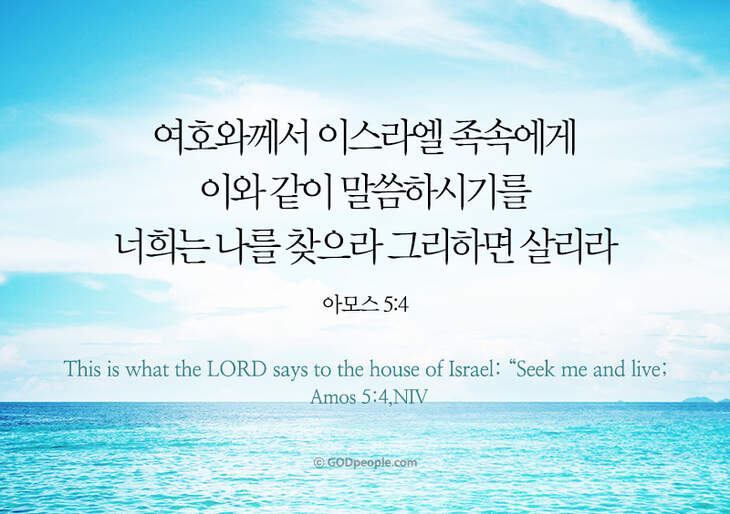 여호와께서 이스라엘 족속에게
이와 같이 말씀하시기를
너희는 나를 찾으라 그리하면 살리라
아모스 5:4
This is what the LORD says to the house of Israel: “Seek me and live;
Amos 5:4,NIV
ⓒ GODpeople.com